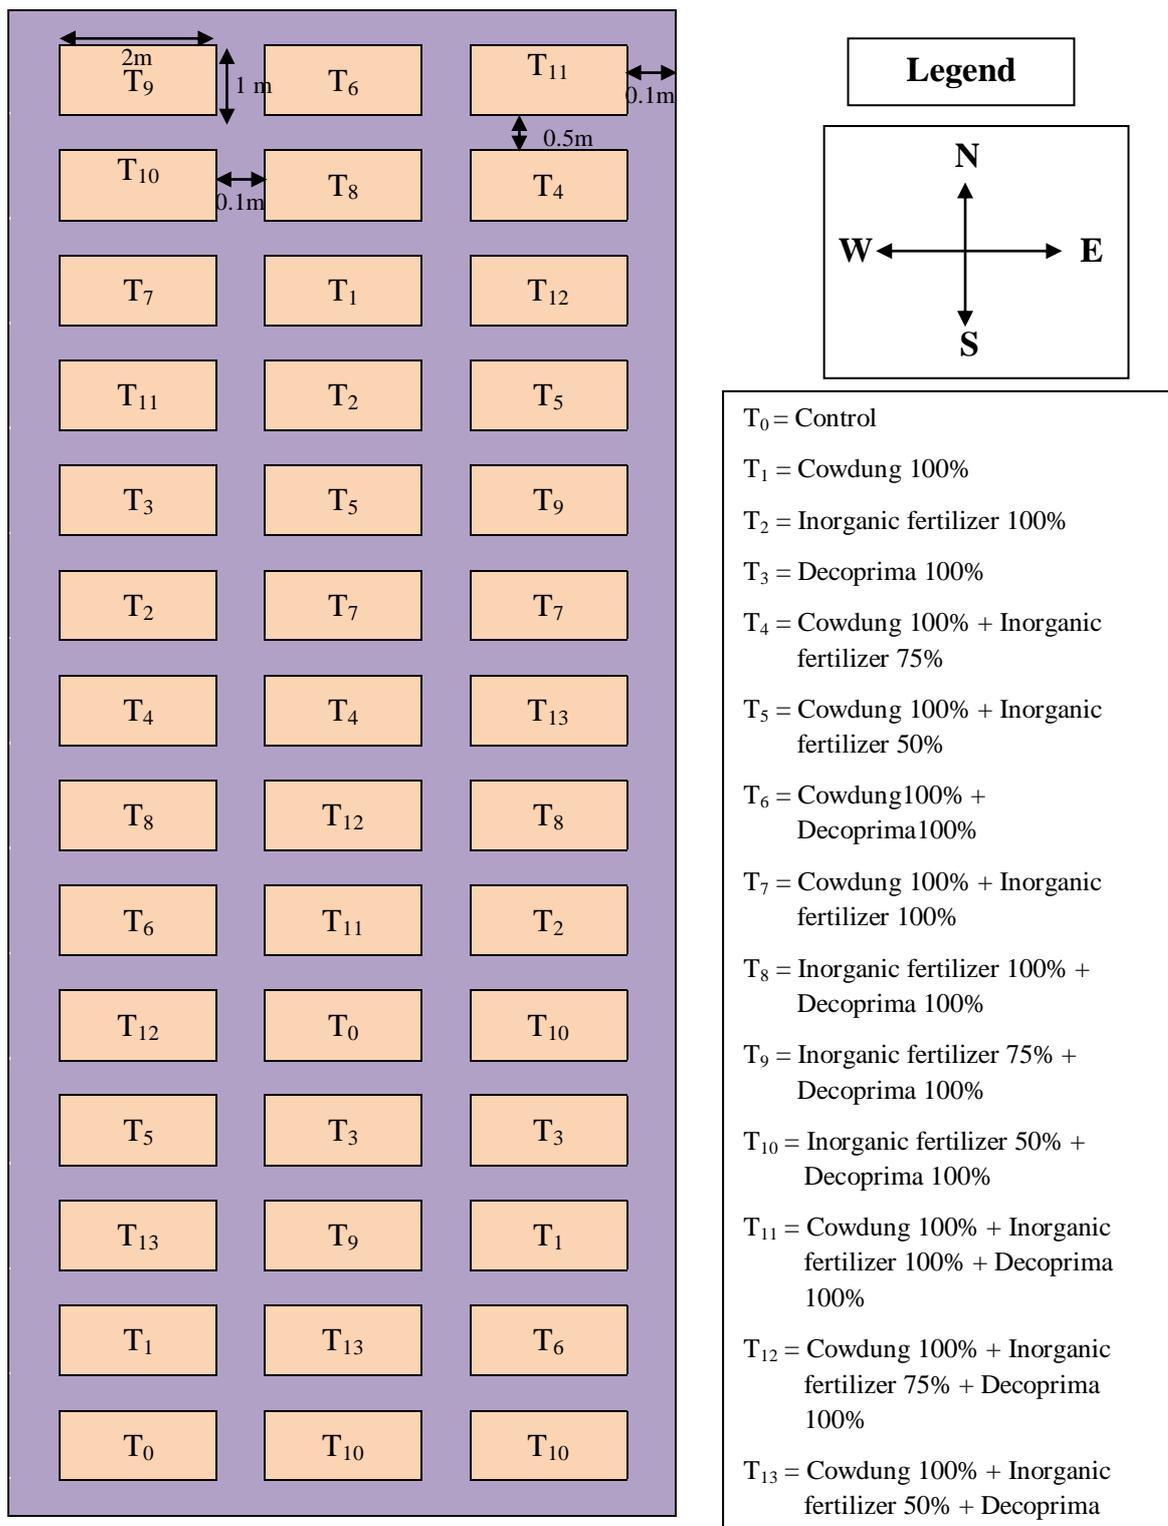 2m
T9
1 m
T6
T11
0.1m
0.5m
T10
0.1m
T8
T4
T7
T1
T12
T11
T2
T5
T3
T5
T9
T2
T7
T7
T4
T4
T13
T8
T12
T8
T6
T11
T2
T12
T0
T10
T5
T3
T3
T13
T9
T1
T1
T13
T6
T0
T10
T10
Legend
N
W
E
S
T0 = Control
T1 = Cowdung 100%
T2 = Inorganic fertilizer 100%
T3 = Decoprima 100%
T4 = Cowdung 100% + Inorganic
fertilizer 75%
T5 = Cowdung 100% + Inorganic
fertilizer 50%
T6 = Cowdung100% +
Decoprima100%
T7 = Cowdung 100% + Inorganic
fertilizer 100%
T8 = Inorganic fertilizer 100% +
Decoprima 100%
T9 = Inorganic fertilizer 75% +
Decoprima 100%
T10 = Inorganic fertilizer 50% +
Decoprima 100%
T11 = Cowdung 100% + Inorganic
fertilizer 100% + Decoprima
100%
T12 = Cowdung 100% + Inorganic
fertilizer 75% + Decoprima
100%
T13 = Cowdung 100% + Inorganic
fertilizer 50% + Decoprima